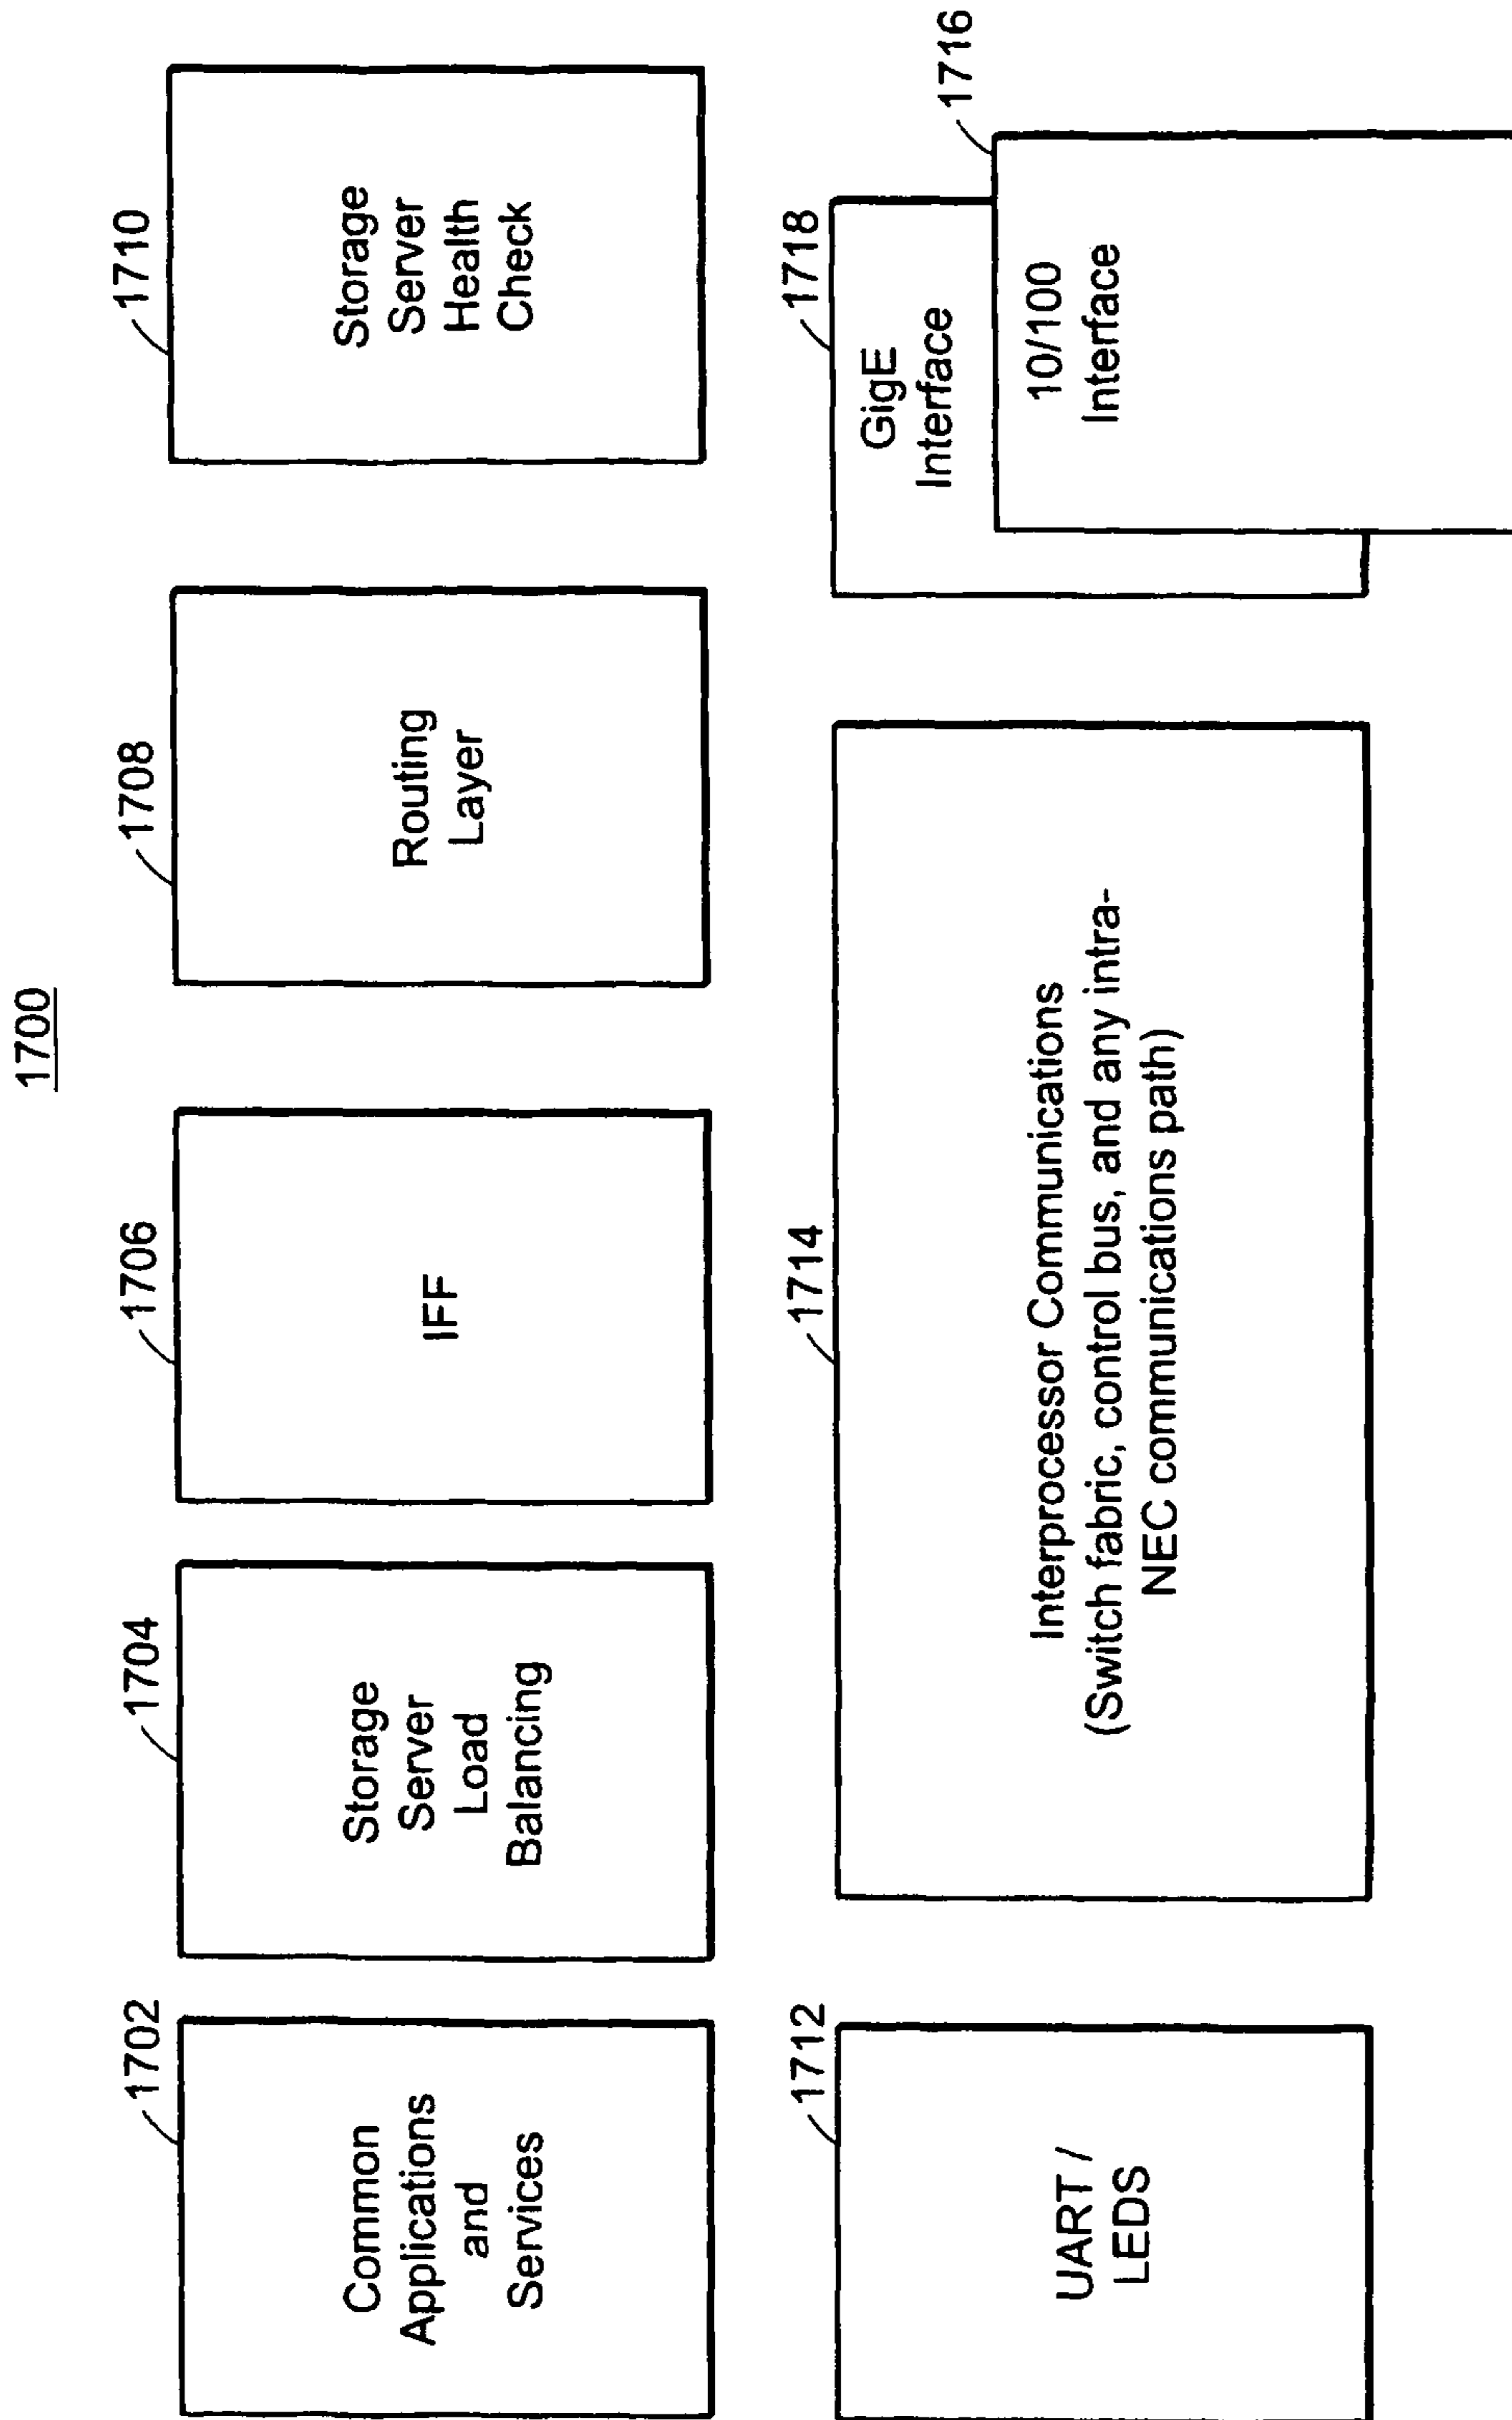 1700
1702
Common
Applications
and
Services
1704
Storage
Server
Load
Balancing
1706
IFF
1708
Routing
Layer
1710
Storage
Server
Health
Check
1712
UART /
LEDS
1714
Interprocessor Communications
(Switch fabric, control bus, and any intra-
NEC communications path)
1718
GigE
Interface
1716
10/100
Interface